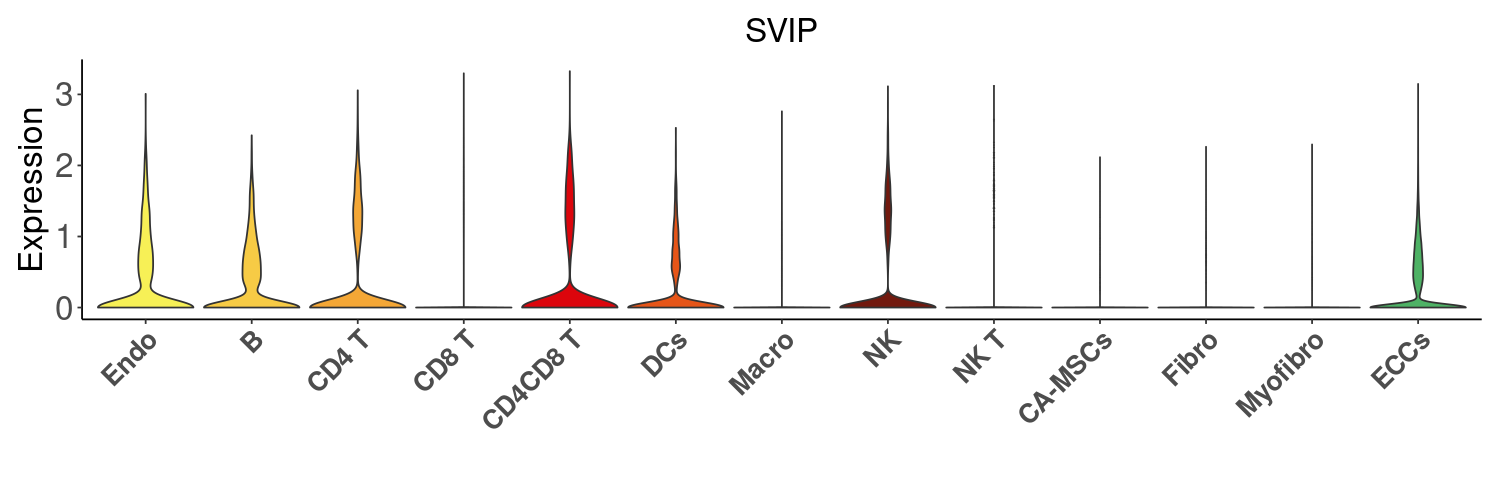 SVIP
Expression
3
2
1
0
Endo
B
CD4 T
CD8 T
CD4CD8 T
DCs
Macro
NK
NK T
CA-MSCs
Fibro
Myofibro
ECCs